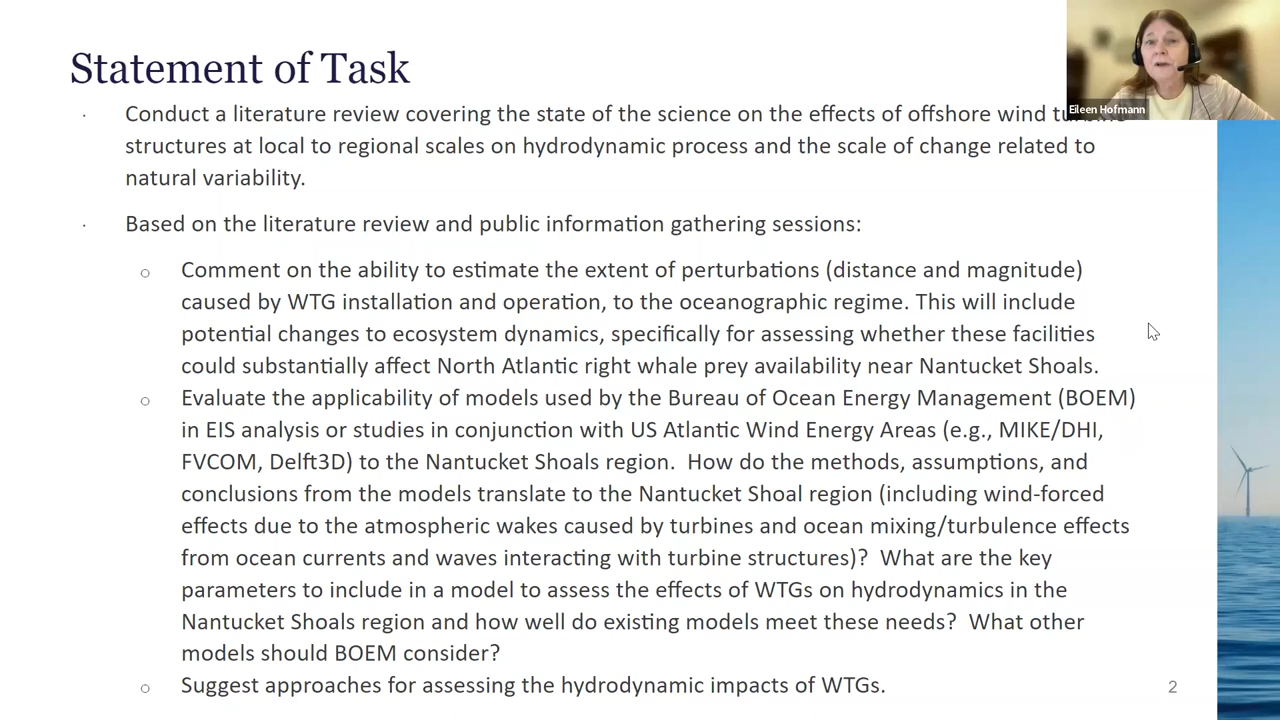 Statement of Task
Eileen Hofmann
· Conduct a literature review covering the state of the science on the effects of offshore wind
structures at local to regional scales on hydrodynamic process and the scale of change related to
natural variability.
· Based on the literature review and public information gathering sessions:
o Comment on the ability to estimate the extent of perturbations (distance and magnitude)
caused by WTG installation and operation, to the oceanographic regime. This will include
potential changes to ecosystem dynamics, specifically for assessing whether these facilities
could substantially affect North Atlantic right whale prey availability near Nantucket Shoals.
o Evaluate the applicability of models used by the Bureau of Ocean Energy Management (BOEM)
in EIS analysis or studies in conjunction with US Atlantic Wind Energy Areas (e.g., MIKE/DHI,
FVCOM, Delft3D) to the Nantucket Shoals region.  How do the methods, assumptions, and
conclusions from the models translate to the Nantucket Shoal region (including wind-forced
effects due to the atmospheric wakes caused by turbines and ocean mixing/turbulence effects
from ocean currents and waves interacting with turbine structures)?  What are the key
parameters to include in a model to assess the effects of WTGs on hydrodynamics in the
Nantucket Shoals region and how well do existing models meet these needs?  What other
models should BOEM consider?
o Suggest approaches for assessing the hydrodynamic impacts of WTGs.
2